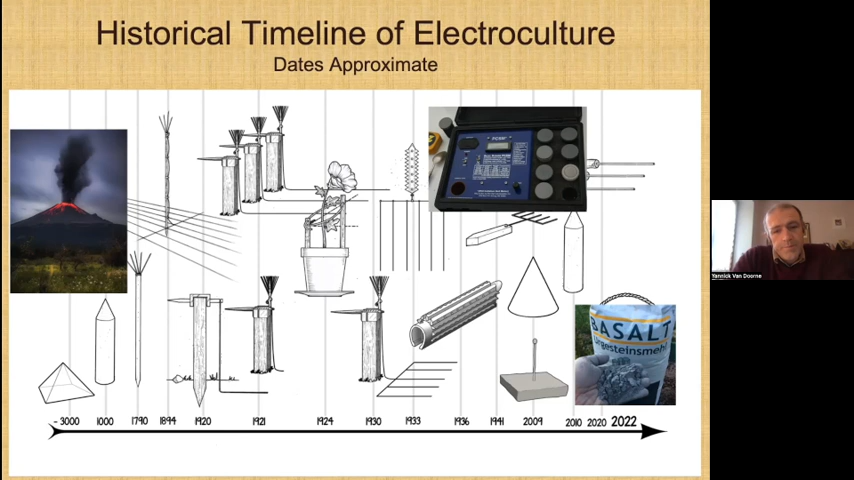 Historical Timeline of Electroculture
Dates Approximate
BASALT
Urgesteinsmehl
- 3000 1000 1790 1894 1920 1921 1924 1930 1933 1936 1941 2009 2010 2020 2022
Yannick Van Doorne